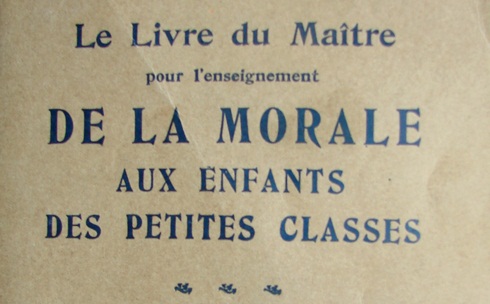 Le Livre du Maître
pour l'enseignement
DE LA MORALE
AUX ENFANTS
DES PETITES CLASSES